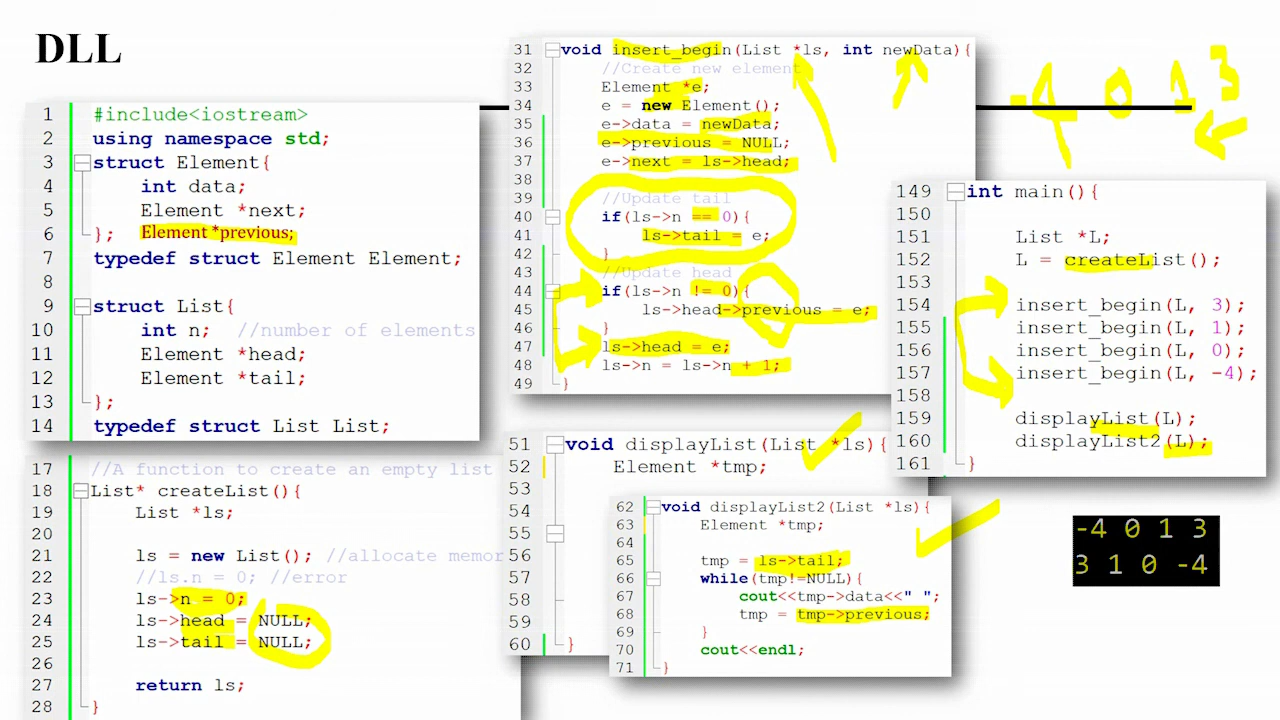 DLL
1 #include<iostream>
2 using namespace std;
3 struct Element{
4 int data;
5 Element *next;
6 }; Element *previous;
7 typedef struct Element Element;
8
9 struct List{
10 int n; //number of elements
11 Element *head;
12 Element *tail;
13 };
14 typedef struct List List;
17 //A function to create an empty list
18 List* createList(){
19 List *ls;
20
21 ls = new List(); //allocate memor
22 //ls.n = 0; //error
23 ls->n = 0;
24 ls->head = NULL;
25 ls->tail = NULL;
26
27 return ls;
28 }
31 void insert_begin(List *ls, int newData){
32 //Create new element
33 Element *e;
34 e = new Element();
35 e->data = newData;
36 e->previous = NULL;
37 e->next = ls->head;
38
39 //Update tail
40 if(ls->n == 0){
41 ls->tail = e;
42 }
43 //Update head
44 if(ls->n != 0){
45 ls->head->previous = e;
46 }
47 ls->head = e;
48 ls->n = ls->n + 1;
49 }
51 void displayList(List *ls){
52 Element *tmp;
53
54
55
56
57
58
59
60 }
62 void displayList2(List *ls){
63 Element *tmp;
64
65 tmp = ls->tail;
66 while(tmp!=NULL){
67 cout<<tmp->data<<" ";
68 tmp = tmp->previous;
69 }
70 cout<<endl;
71 }
-4 0 1 3
149 int main(){
150
151 List *L;
152 L = createList();
153
154 insert_begin(L, 3);
155 insert_begin(L, 1);
156 insert_begin(L, 0);
157 insert_begin(L, -4);
158
159 displayList(L);
160 displayList2(L);
161 }
-4 0 1 3
3 1 0 -4